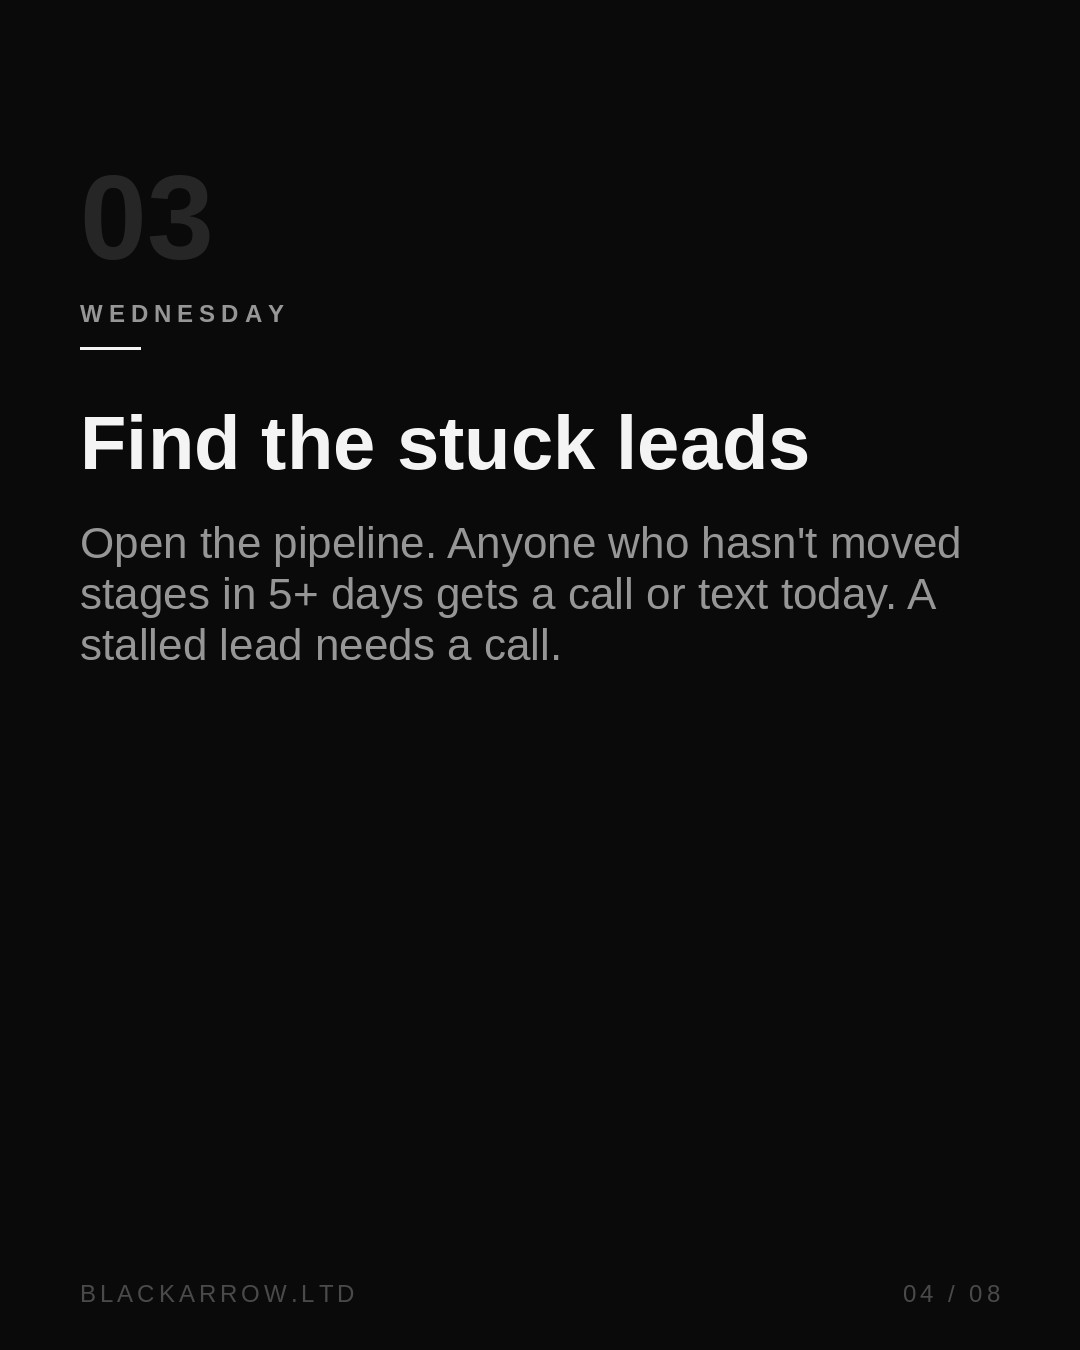 03
WEDNESDAY
Find the stuck leads
Open the pipeline. Anyone who hasn't moved
stages in 5+ days gets a call or text today. A
stalled lead needs a call.
BLACKARROW.LTD
04 / 08